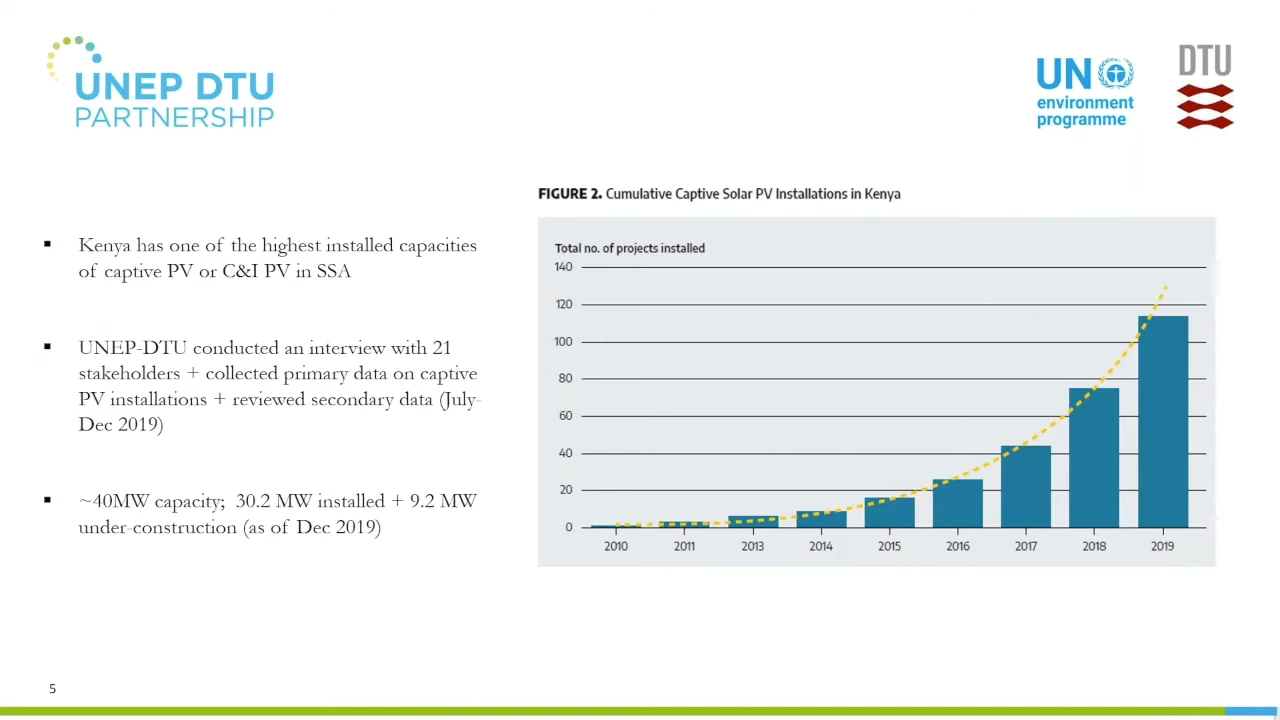 UNEP DTU
PARTNERSHIP
UN
environment
programme
DTU
▪ Kenya has one of the highest installed capacities
of captive PV or C&I PV in SSA
▪ UNEP-DTU conducted an interview with 21
stakeholders + collected primary data on captive
PV installations + reviewed secondary data (July-
Dec 2019)
▪ ~40MW capacity; 30.2 MW installed + 9.2 MW
under-construction (as of Dec 2019)
FIGURE 2. Cumulative Captive Solar PV Installations in Kenya
Total no. of projects installed
140
120
100
80
60
40
20
0
2010 2011 2013 2014 2015 2016 2017 2018 2019
5